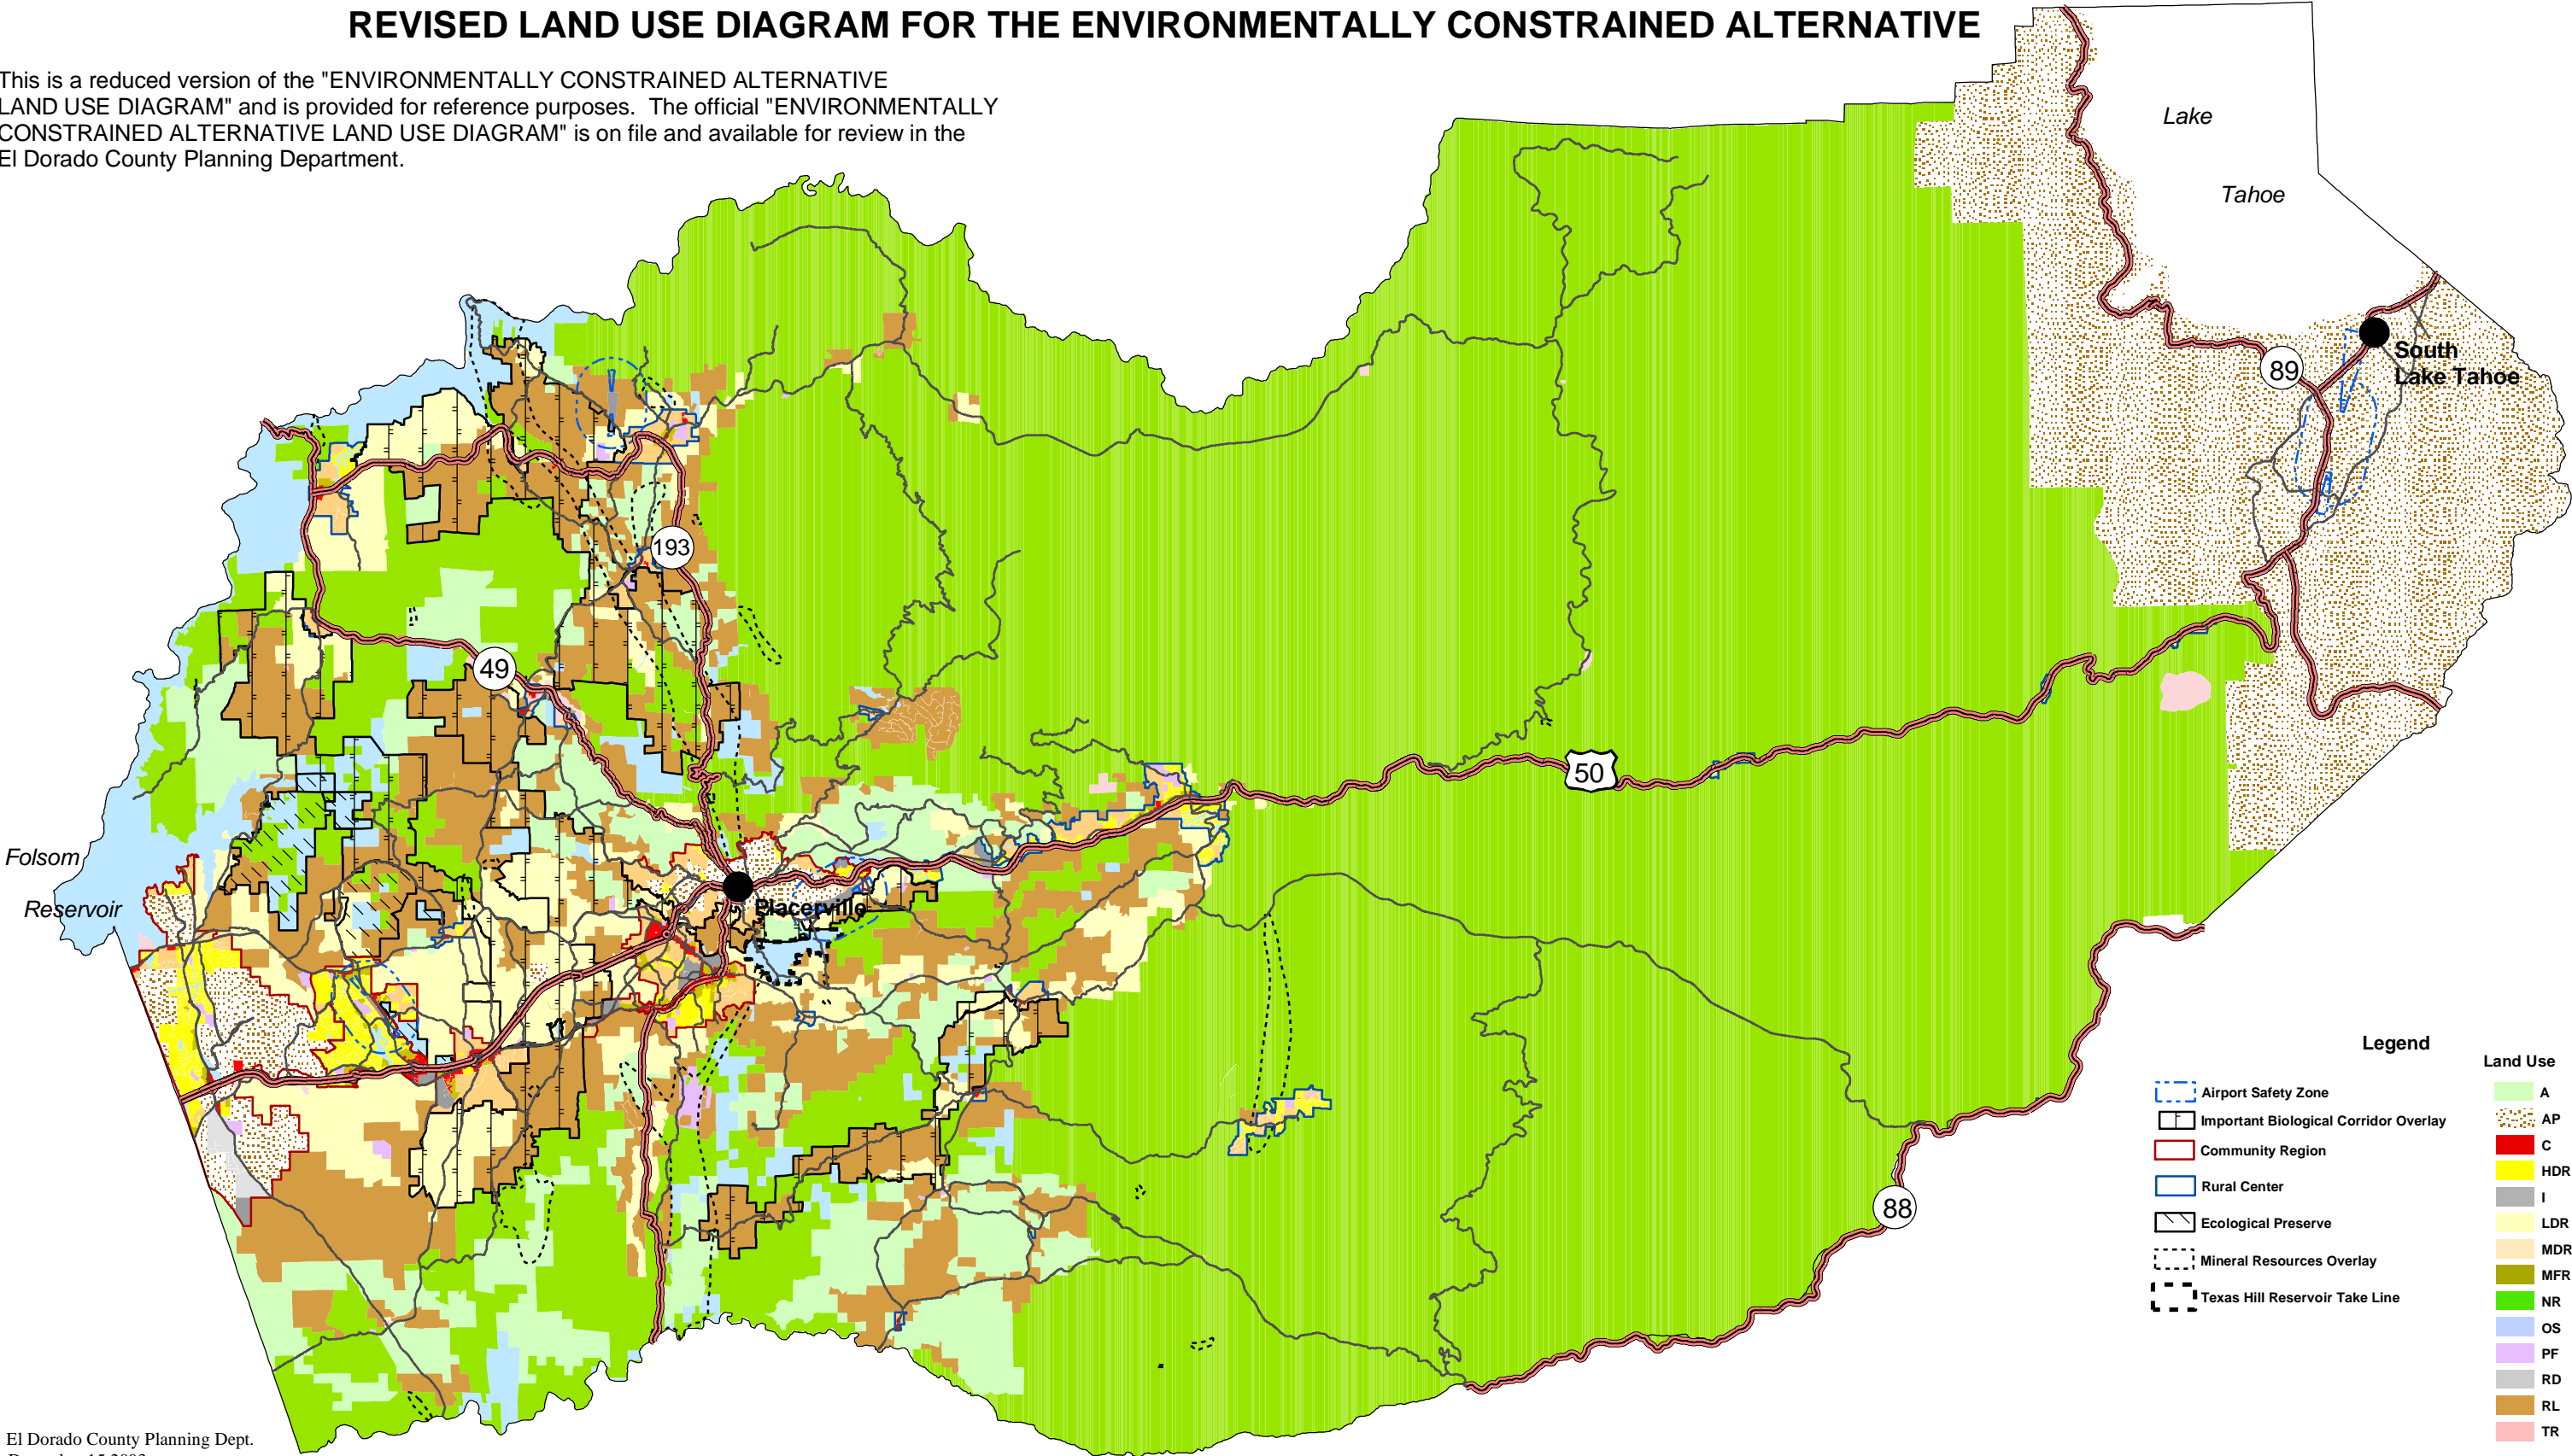 REVISED LAND USE DIAGRAM FOR THE ENVIRONMENTALLY CONSTRAINED ALTERNATIVE
This is a reduced version of the "ENVIRONMENTALLY CONSTRAINED ALTERNATIVE
LAND USE DIAGRAM" and is provided for reference purposes.  The official "ENVIRONMENTALLY
CONSTRAINED ALTERNATIVE LAND USE DIAGRAM" is on file and available for review in the
El Dorado County Planning Department.
Lake
Tahoe
South
Lake Tahoe
89
193
49
50
Folsom
Reservoir
Placerville
88
Legend
Airport Safety Zone
Important Biological Corridor Overlay
Community Region
Rural Center
Ecological Preserve
Mineral Resources Overlay
Texas Hill Reservoir Take Line
Land Use
A
AP
C
HDR
I
LDR
MDR
MFR
NR
OS
PF
RD
RL
TR
El Dorado County Planning Dept.